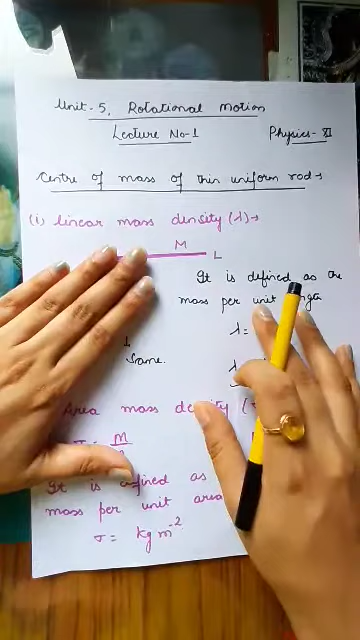 Unit-5, Rotational Motion
Lecture No-1 Physics-XI
Centre of mass of thin uniform rod→
(i) linear mass density (λ)→
M
L
It is defined as the
mass per unit
λ=
λ
Same.
Area mass density (
σ = M
It is defined as
mass per unit area
σ = kg m⁻²